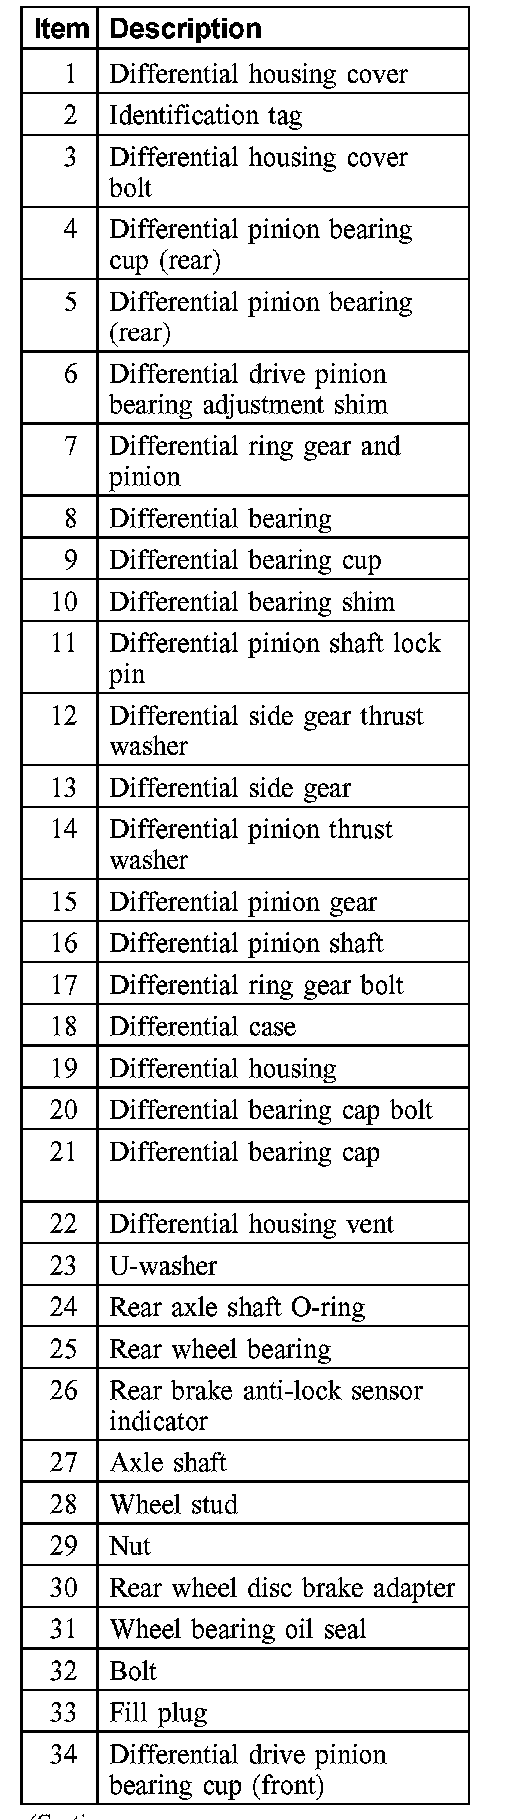 Item Description
1 Differential housing cover
2 Identification tag
3 Differential housing cover
bolt
4 Differential pinion bearing
cup (rear)
5 Differential pinion bearing
(rear)
6 Differential drive pinion
bearing adjustment shim
7 Differential ring gear and
pinion
8 Differential bearing
9 Differential bearing cup
10 Differential bearing shim
11 Differential pinion shaft lock
pin
12 Differential side gear thrust
washer
13 Differential side gear
14 Differential pinion thrust
washer
15 Differential pinion gear
16 Differential pinion shaft
17 Differential ring gear bolt
18 Differential case
19 Differential housing
20 Differential bearing cap bolt
21 Differential bearing cap
22 Differential housing vent
23 U-washer
24 Rear axle shaft O-ring
25 Rear wheel bearing
26 Rear brake anti-lock sensor
indicator
27 Axle shaft
28 Wheel stud
29 Nut
30 Rear wheel disc brake adapter
31 Wheel bearing oil seal
32 Bolt
33 Fill plug
34 Differential drive pinion
bearing cup (front)